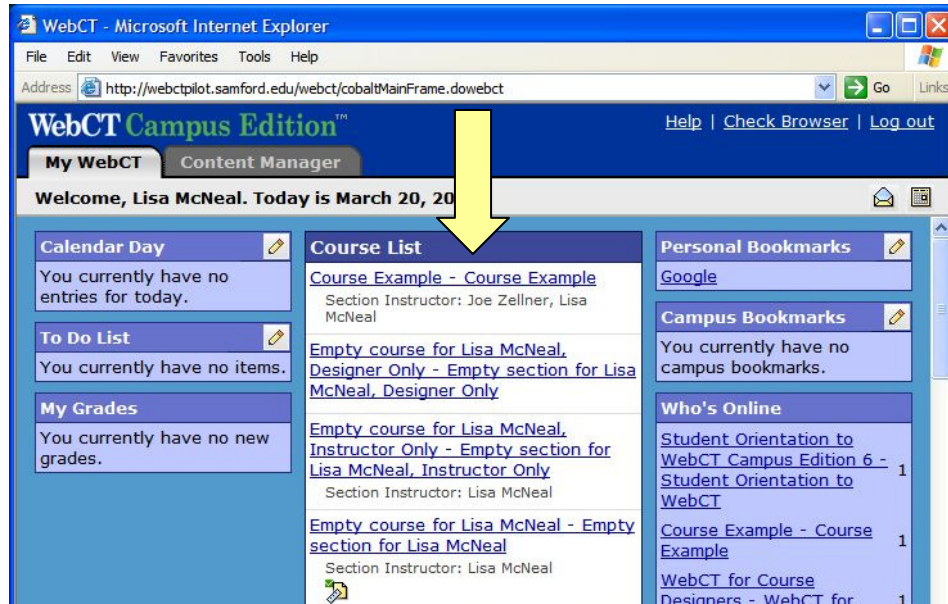 WebCT - Microsoft Internet Explorer
File Edit View Favorites Tools Help
Address http://webctpilot.samford.edu/webct/cobaltMainFrame.dowebct Go Links
WebCT Campus Edition™
Help | Check Browser | Log out
My WebCT Content Manager
Welcome, Lisa McNeal. Today is March 20, 20
Calendar Day
You currently have no
entries for today.
To Do List
You currently have no items.
My Grades
You currently have no new
grades.
Course List
Course Example - Course Example
Section Instructor: Joe Zellner, Lisa
McNeal
Empty course for Lisa McNeal,
Designer Only - Empty section for Lisa
McNeal, Designer Only
Empty course for Lisa McNeal,
Instructor Only - Empty section for
Lisa McNeal, Instructor Only
Section Instructor: Lisa McNeal
Empty course for Lisa McNeal - Empty
section for Lisa McNeal
Section Instructor: Lisa McNeal
Personal Bookmarks
Google
Campus Bookmarks
You currently have no
campus bookmarks.
Who's Online
Student Orientation to
WebCT Campus Edition 6 - 1
Student Orientation to
WebCT
Course Example - Course 1
Example
WebCT for Course
Designers - WebCT for 1